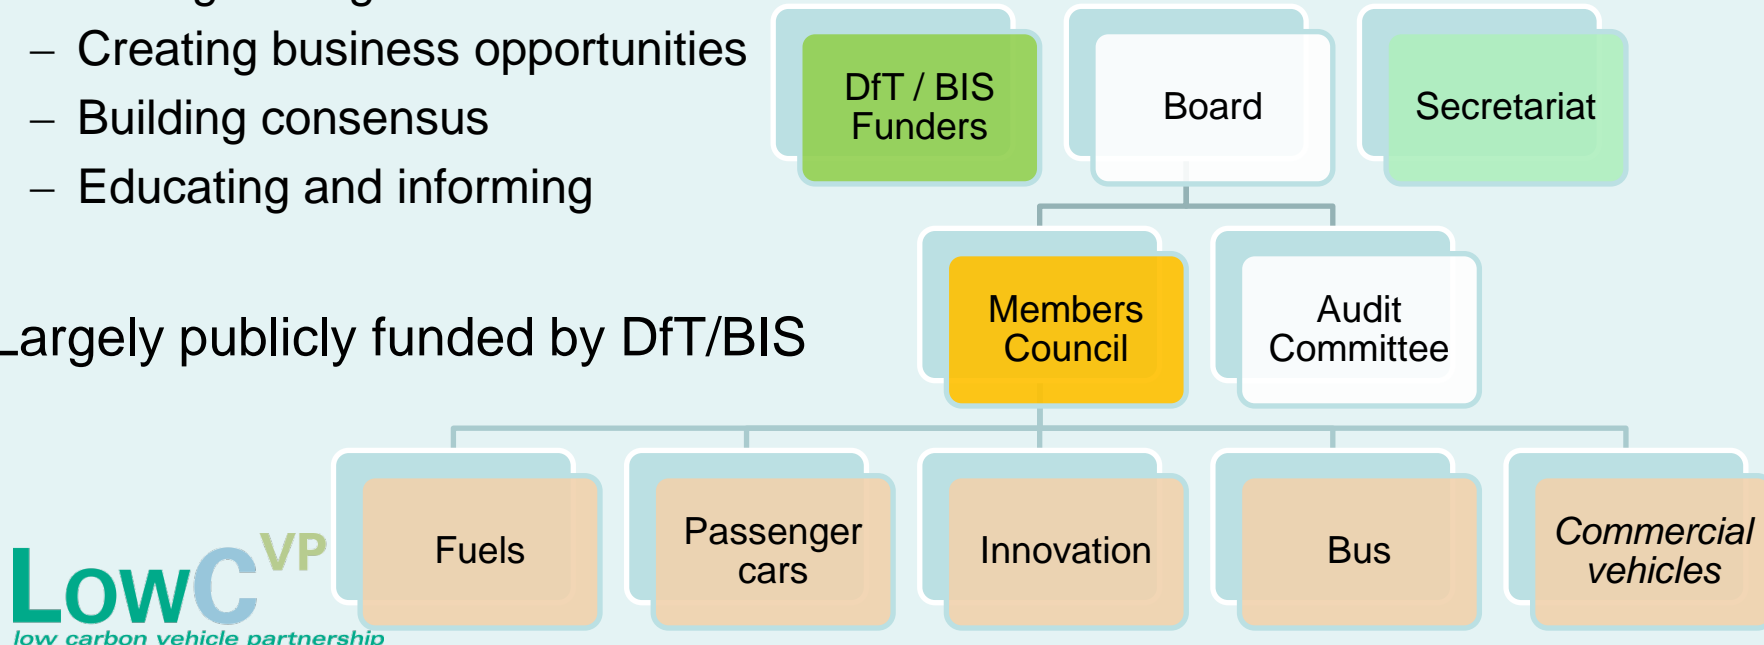 – Creating business opportunities
– Building consensus
– Educating and informing
Largely publicly funded by DfT/BIS
DfT / BIS
Funders
Board
Secretariat
Members
Council
Audit
Committee
Fuels
Passenger
cars
Innovation
Bus
Commercial
vehicles
LowCVP
low carbon vehicle partnership